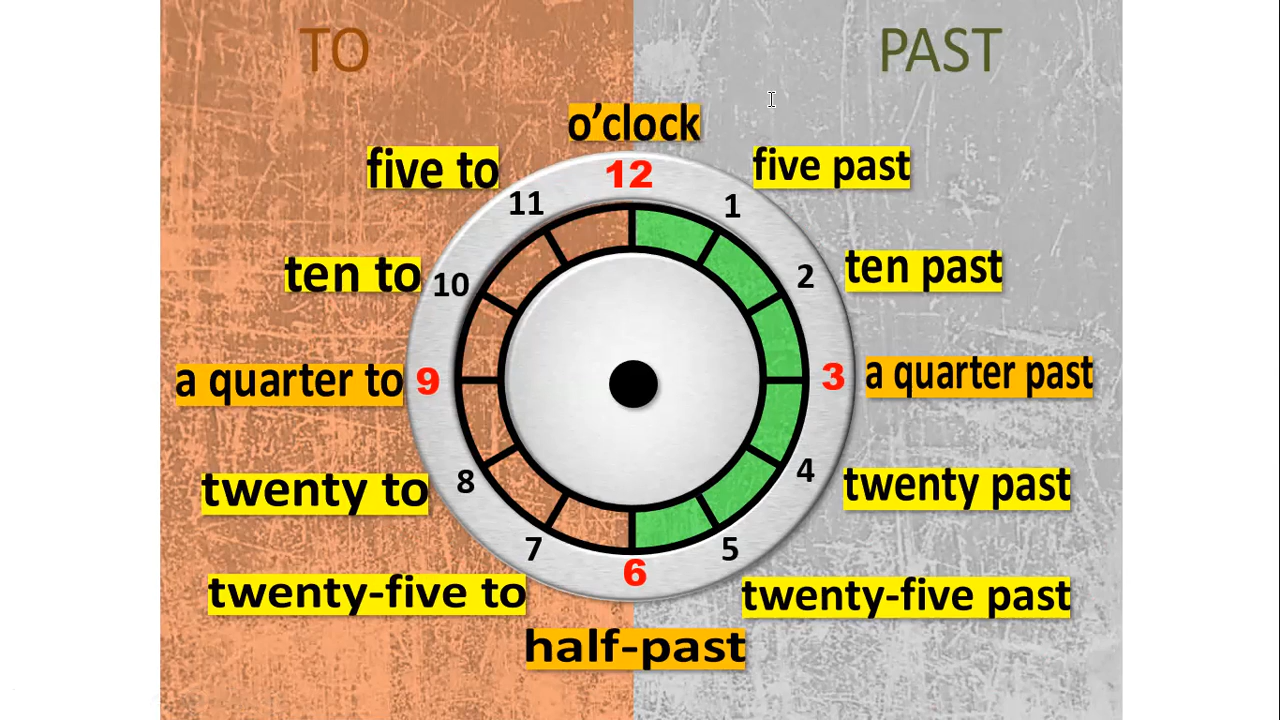 TO
PAST
o'clock
five to
12
five past
11
1
ten to
10
2
ten past
a quarter to
9
3
a quarter past
twenty to
8
4
twenty past
7
5
twenty-five to
6
twenty-five past
half-past